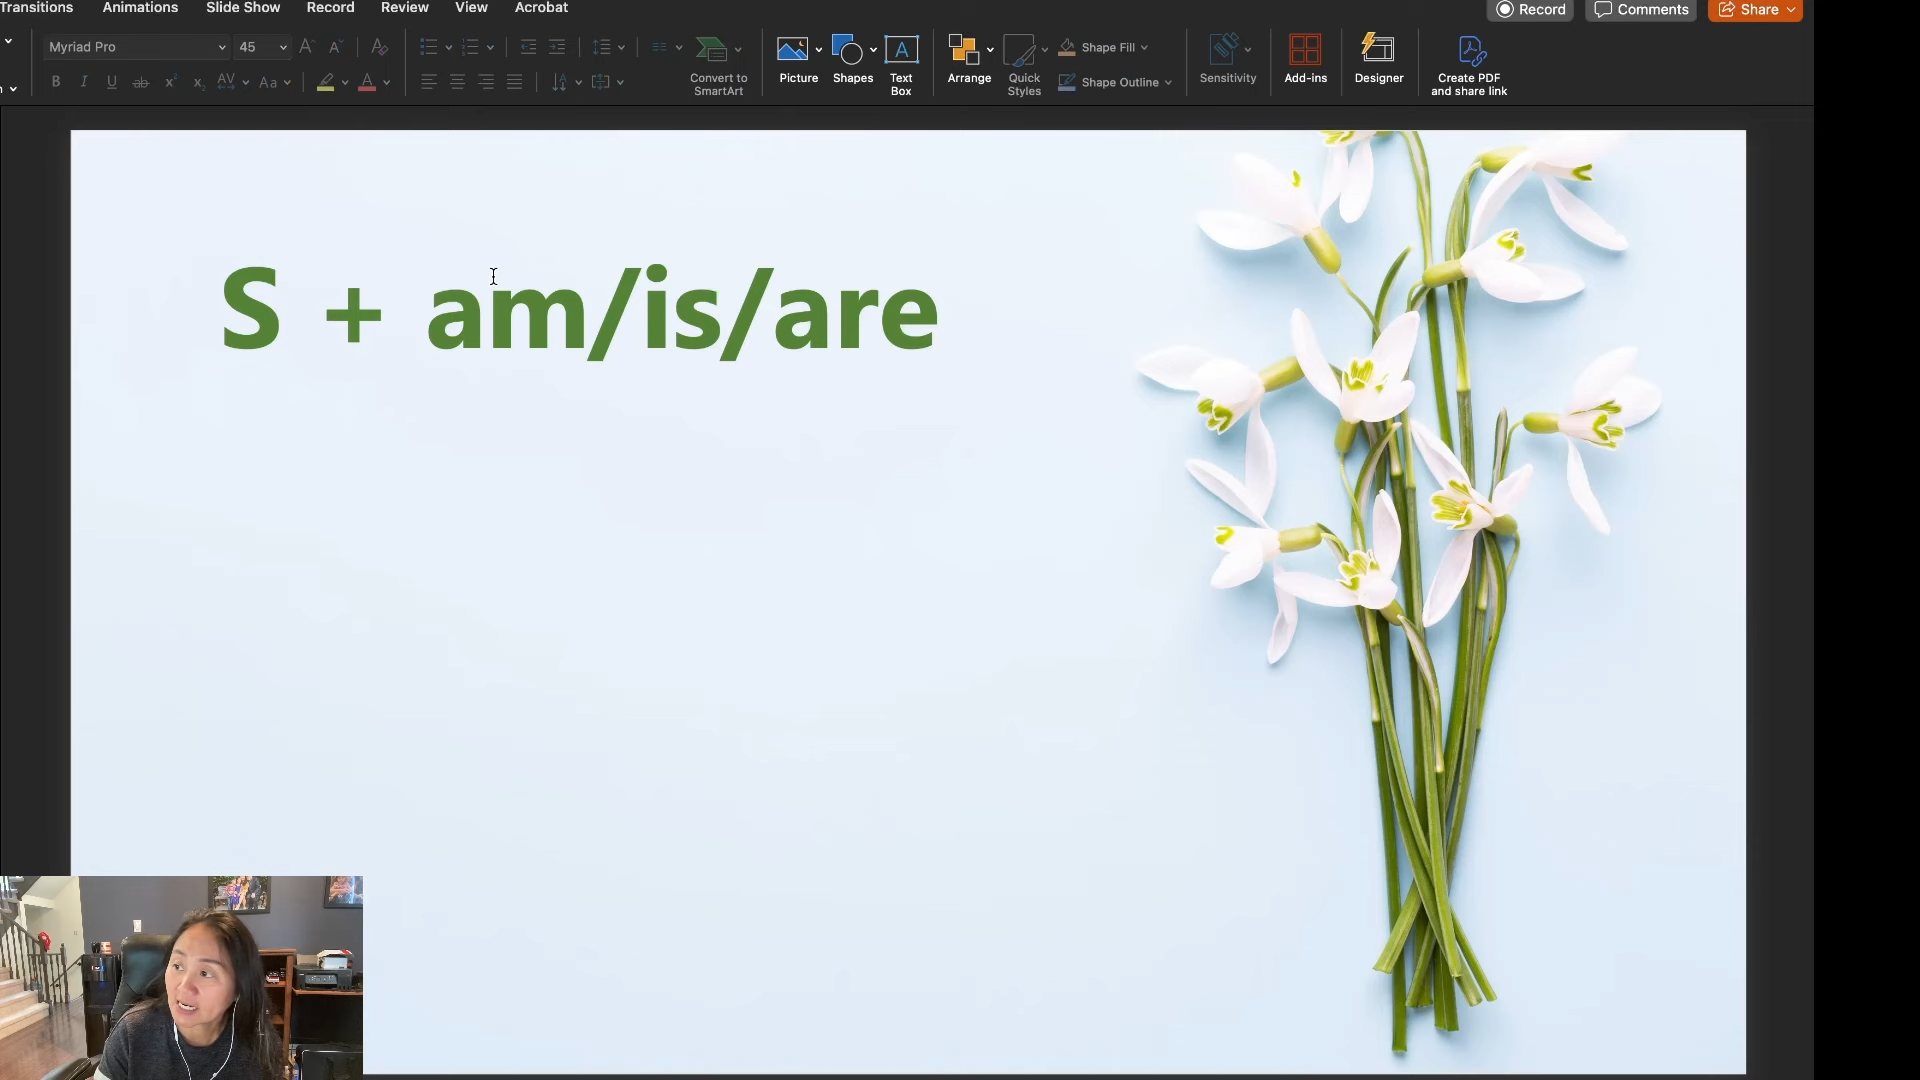 Transitions Animations Slide Show Record Review View Acrobat
Record Comments Share
Myriad Pro 45
Convert to
SmartArt
Picture
Shapes
Text
Box
Arrange
Quick
Styles
Shape Fill
Shape Outline
Sensitivity
Add-ins
Designer
Create PDF
and share link
S + am/is/are